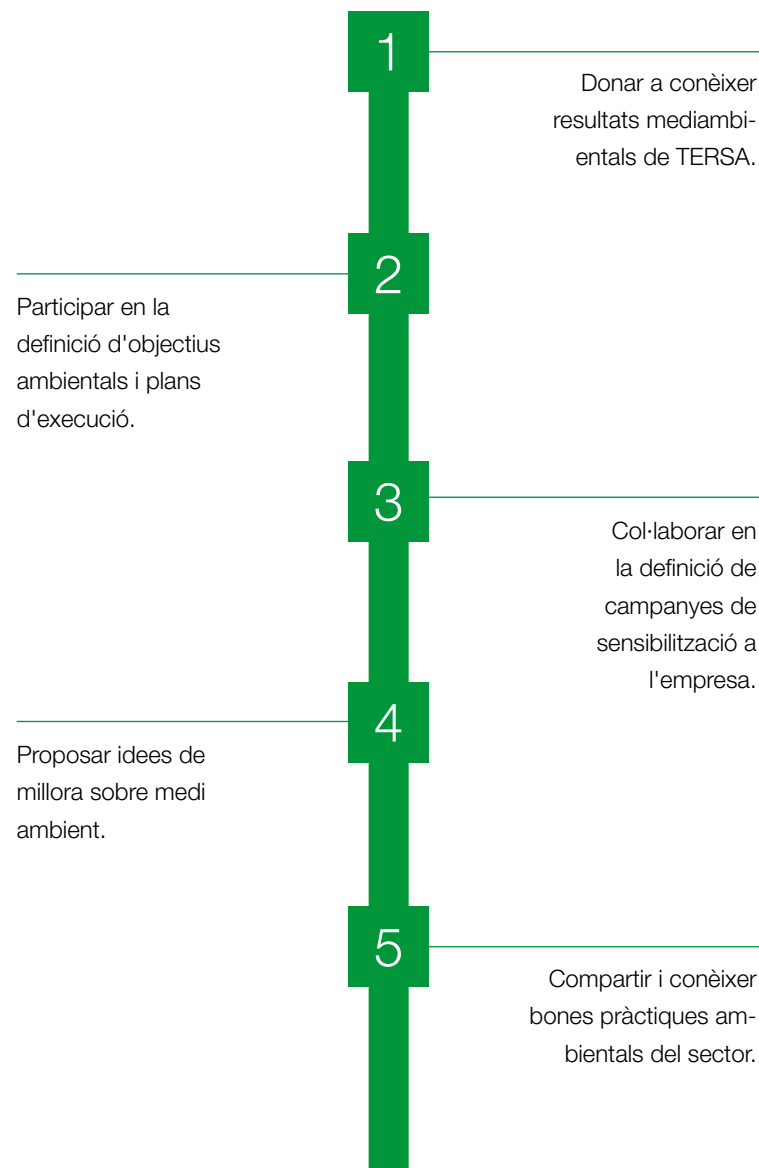 1
Donar a conèixer
resultats mediambi-
entals de TERSA.
2
Participar en la
definició d'objectius
ambientals i plans
d'execució.
3
Col·laborar en
la definició de
campanyes de
sensibilització a
l'empresa.
4
Proposar idees de
millora sobre medi
ambient.
5
Compartir i conèixer
bones pràctiques am-
bientals del sector.